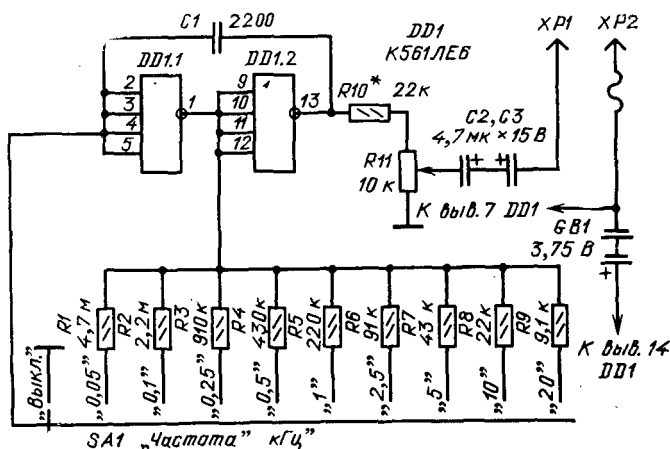 C1 2200
DD1
К561ЛЕ6
XP1
XP2
DD1.1
DD1.2
2
3
4
5
1
9
10
11
12
13
R10* 22к
C2, C3
4,7 мк × 15 В
+
+
R11
10 к
К выв. 7 DD1
GB1
3,75 В
+
К выв. 14
DD1
R1 4,7 м
R2 2,2 м
R3 910 к
R4 430 к
R5 220 к
R6 91 к
R7 43 к
R8 22 к
R9 9,1 к
„Выкл."
„0,05"
„0,1"
„0,25"
„0,5"
„1"
„2,5"
„5"
„10"
„20"
SA1 „Частота" кГц"